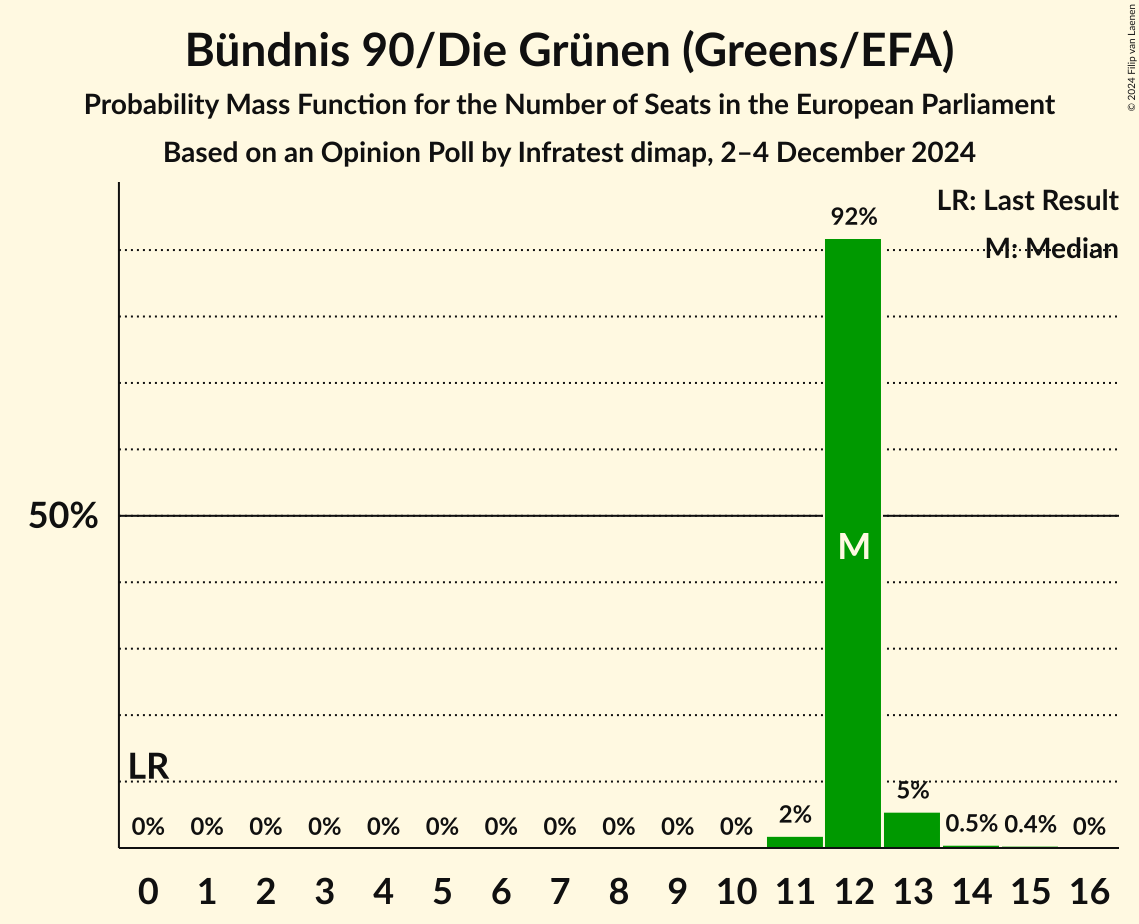 Bündnis 90/Die Grünen (Greens/EFA)
Probability Mass Function for the Number of Seats in the European Parliament
Based on an Opinion Poll by Infratest dimap, 2–4 December 2024
© 2024 Filip van Laenen
LR: Last Result
M: Median
92%
50%
M
LR
0% 0% 0% 0% 0% 0% 0% 0% 0% 0% 0% 2% 5% 0.5% 0.4% 0%
0 1 2 3 4 5 6 7 8 9 10 11 12 13 14 15 16